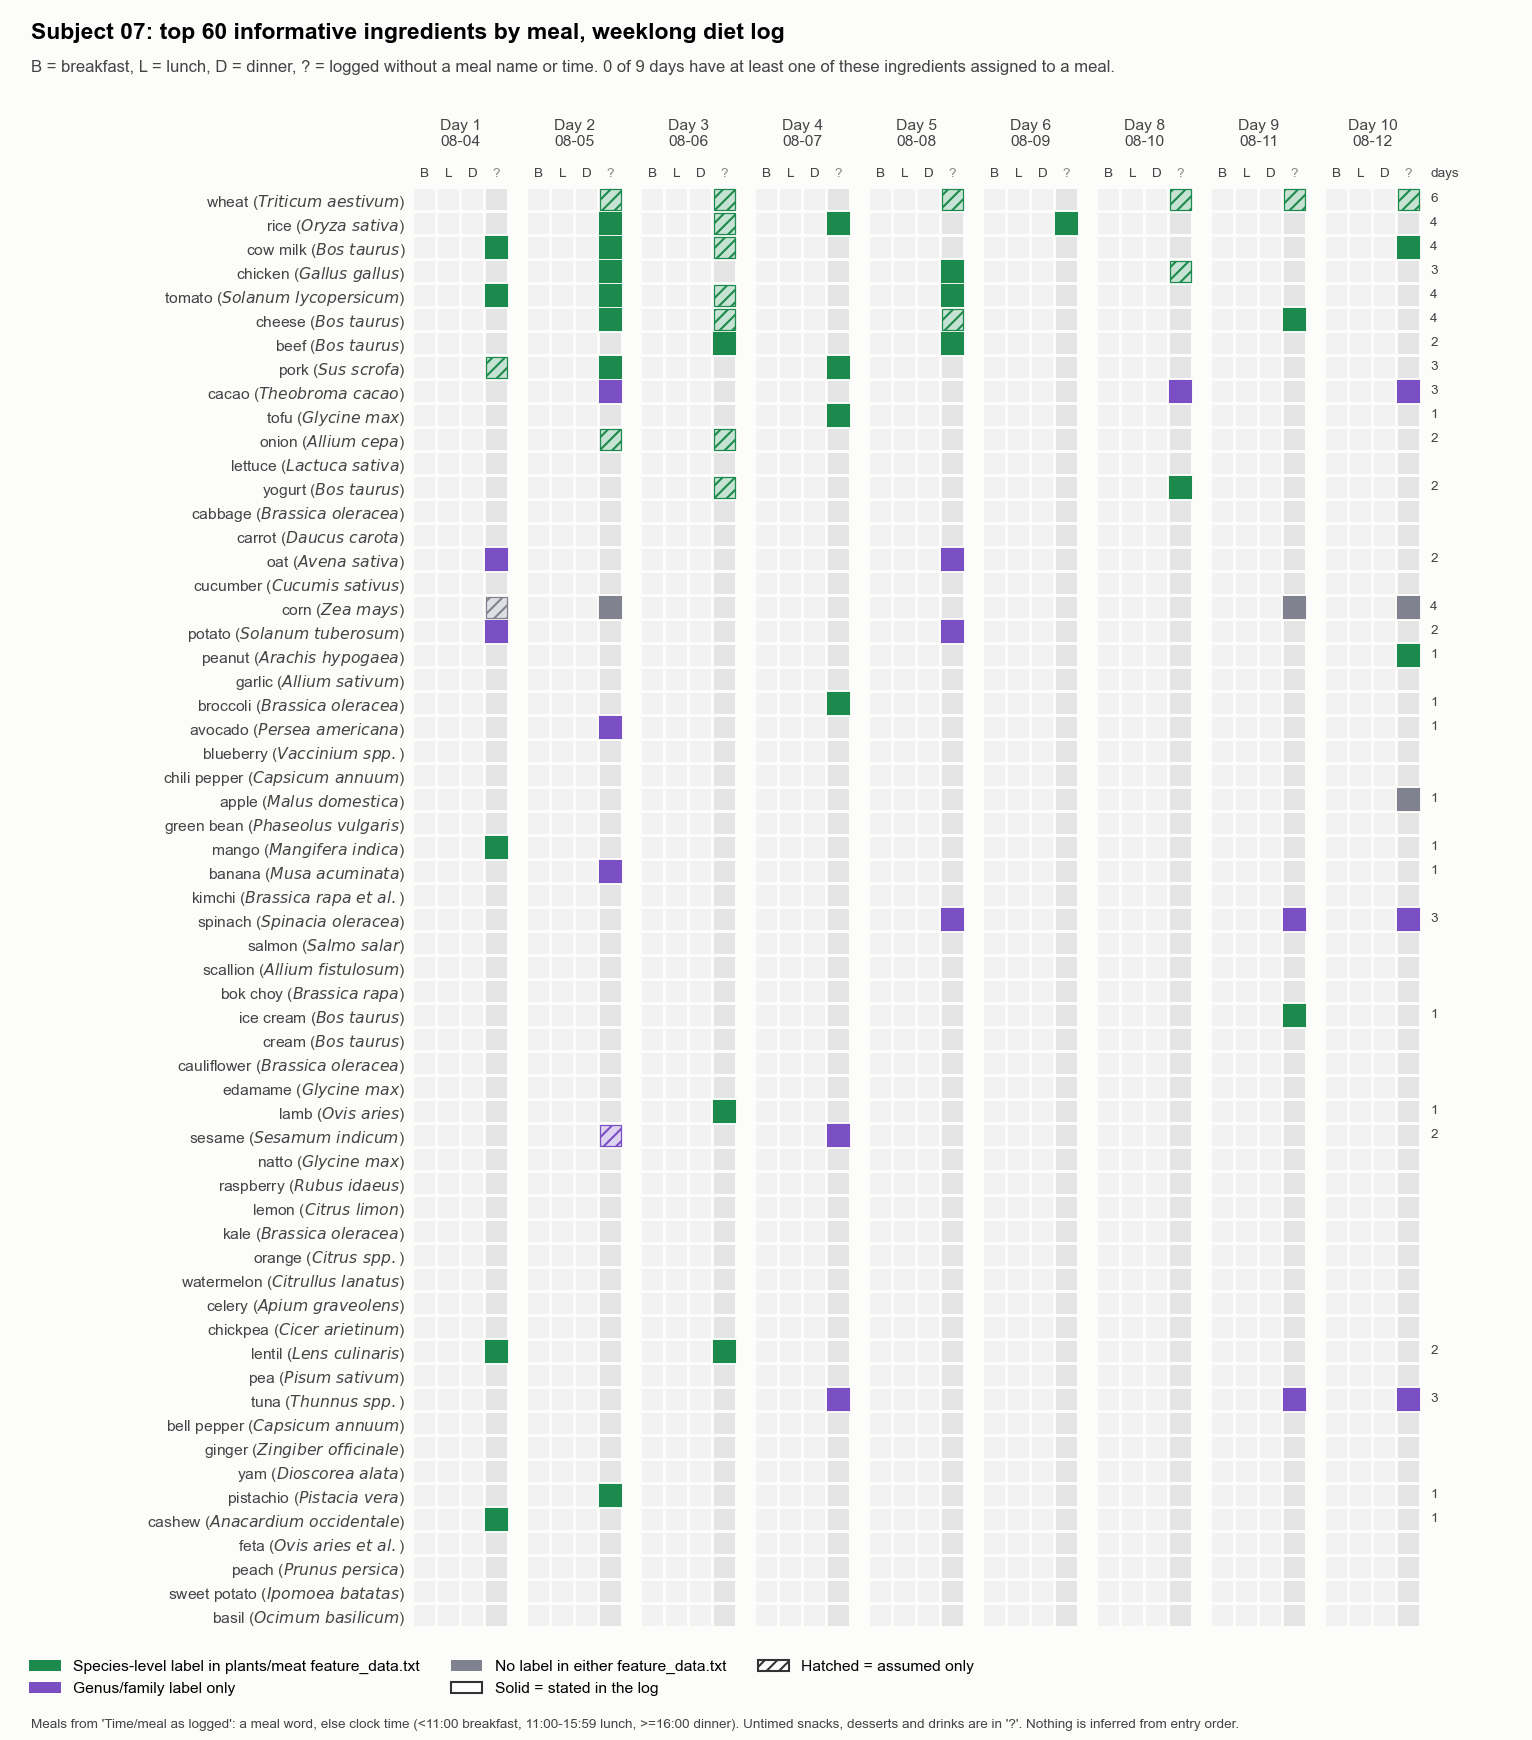 Subject 07: top 60 informative ingredients by meal, weeklong diet log
B = breakfast, L = lunch, D = dinner, ? = logged without a meal name or time. 0 of 9 days have at least one of these ingredients assigned to a meal.
Day 1 Day 2 Day 3 Day 4 Day 5 Day 6 Day 8 Day 9 Day 10
08-04 08-05 08-06 08-07 08-08 08-09 08-10 08-11 08-12
B L D ? B L D ? B L D ? B L D ? B L D ? B L D ? B L D ? B L D ? B L D ? days
wheat (Triticum aestivum) 6
rice (Oryza sativa) 4
cow milk (Bos taurus) 4
chicken (Gallus gallus) 3
tomato (Solanum lycopersicum) 4
cheese (Bos taurus) 4
beef (Bos taurus) 2
pork (Sus scrofa) 3
cacao (Theobroma cacao) 3
tofu (Glycine max) 1
onion (Allium cepa) 2
lettuce (Lactuca sativa)
yogurt (Bos taurus) 2
cabbage (Brassica oleracea)
carrot (Daucus carota)
oat (Avena sativa) 2
cucumber (Cucumis sativus)
corn (Zea mays) 4
potato (Solanum tuberosum) 2
peanut (Arachis hypogaea) 1
garlic (Allium sativum)
broccoli (Brassica oleracea) 1
avocado (Persea americana) 1
blueberry (Vaccinium spp. )
chili pepper (Capsicum annuum)
apple (Malus domestica) 1
green bean (Phaseolus vulgaris)
mango (Mangifera indica) 1
banana (Musa acuminata) 1
kimchi (Brassica rapa et al. )
spinach (Spinacia oleracea) 3
salmon (Salmo salar)
scallion (Allium fistulosum)
bok choy (Brassica rapa)
ice cream (Bos taurus) 1
cream (Bos taurus)
cauliflower (Brassica oleracea)
edamame (Glycine max)
lamb (Ovis aries) 1
sesame (Sesamum indicum) 2
natto (Glycine max)
raspberry (Rubus idaeus)
lemon (Citrus limon)
kale (Brassica oleracea)
orange (Citrus spp. )
watermelon (Citrullus lanatus)
celery (Apium graveolens)
chickpea (Cicer arietinum)
lentil (Lens culinaris) 2
pea (Pisum sativum)
tuna (Thunnus spp. ) 3
bell pepper (Capsicum annuum)
ginger (Zingiber officinale)
yam (Dioscorea alata)
pistachio (Pistacia vera) 1
cashew (Anacardium occidentale) 1
feta (Ovis aries et al. )
peach (Prunus persica)
sweet potato (Ipomoea batatas)
basil (Ocimum basilicum)
Species-level label in plants/meat feature_data.txt No label in either feature_data.txt Hatched = assumed only
Genus/family label only Solid = stated in the log
Meals from 'Time/meal as logged': a meal word, else clock time (<11:00 breakfast, 11:00-15:59 lunch, >=16:00 dinner). Untimed snacks, desserts and drinks are in '?'. Nothing is inferred from entry order.